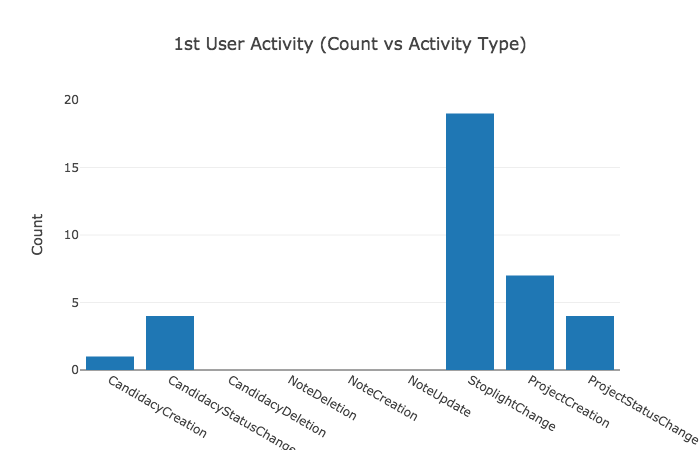 1st User Activity (Count vs Activity Type)
20
15
10
5
0
Count
CandidacyCreation
CandidacyStatusChange
CandidacyDeletion
NoteDeletion
NoteCreation
NoteUpdate
StoplightChange
ProjectCreation
ProjectStatusChange